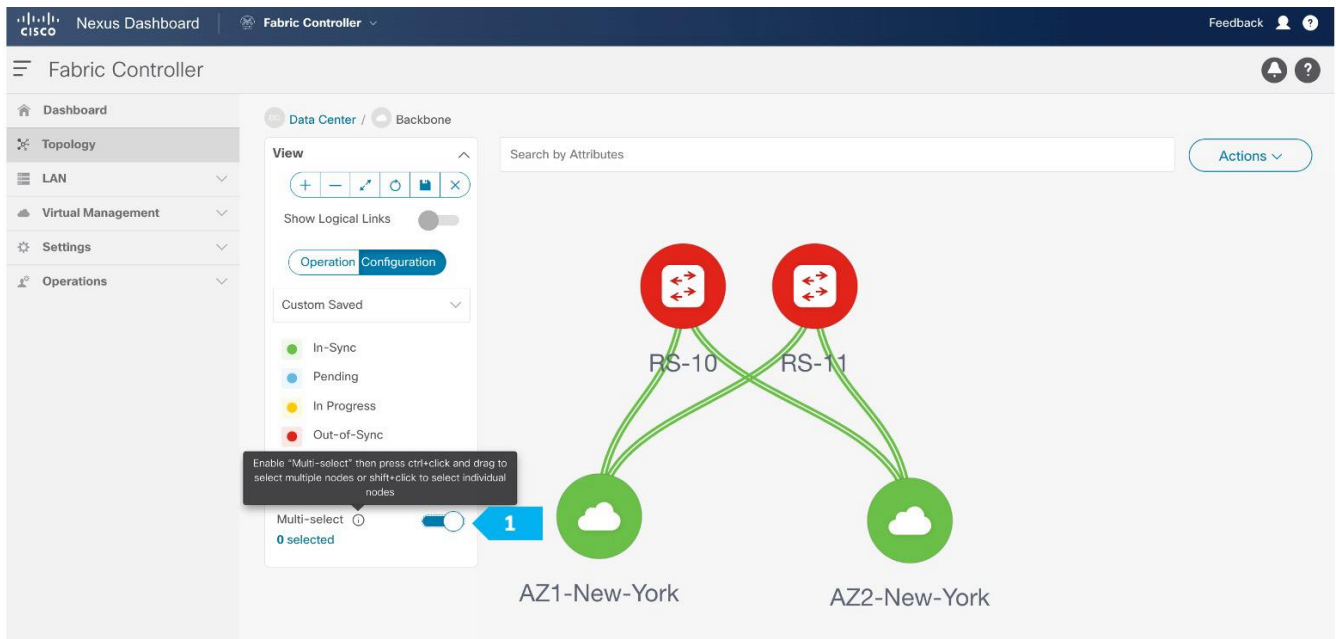 cisco Nexus Dashboard Fabric Controller Feedback ?
Fabric Controller ?
Dashboard
Topology
LAN
Virtual Management
Settings
Operations
DC Data Center / Backbone
View
Show Logical Links
Operation Configuration
Custom Saved
In-Sync
Pending
In Progress
Out-of-Sync
Enable "Multi-select" then press ctrl+click and drag to
select multiple nodes or shift+click to select individual
nodes
Multi-select
0 selected
1
Search by Attributes
Actions
RS-10
RS-11
AZ1-New-York
AZ2-New-York